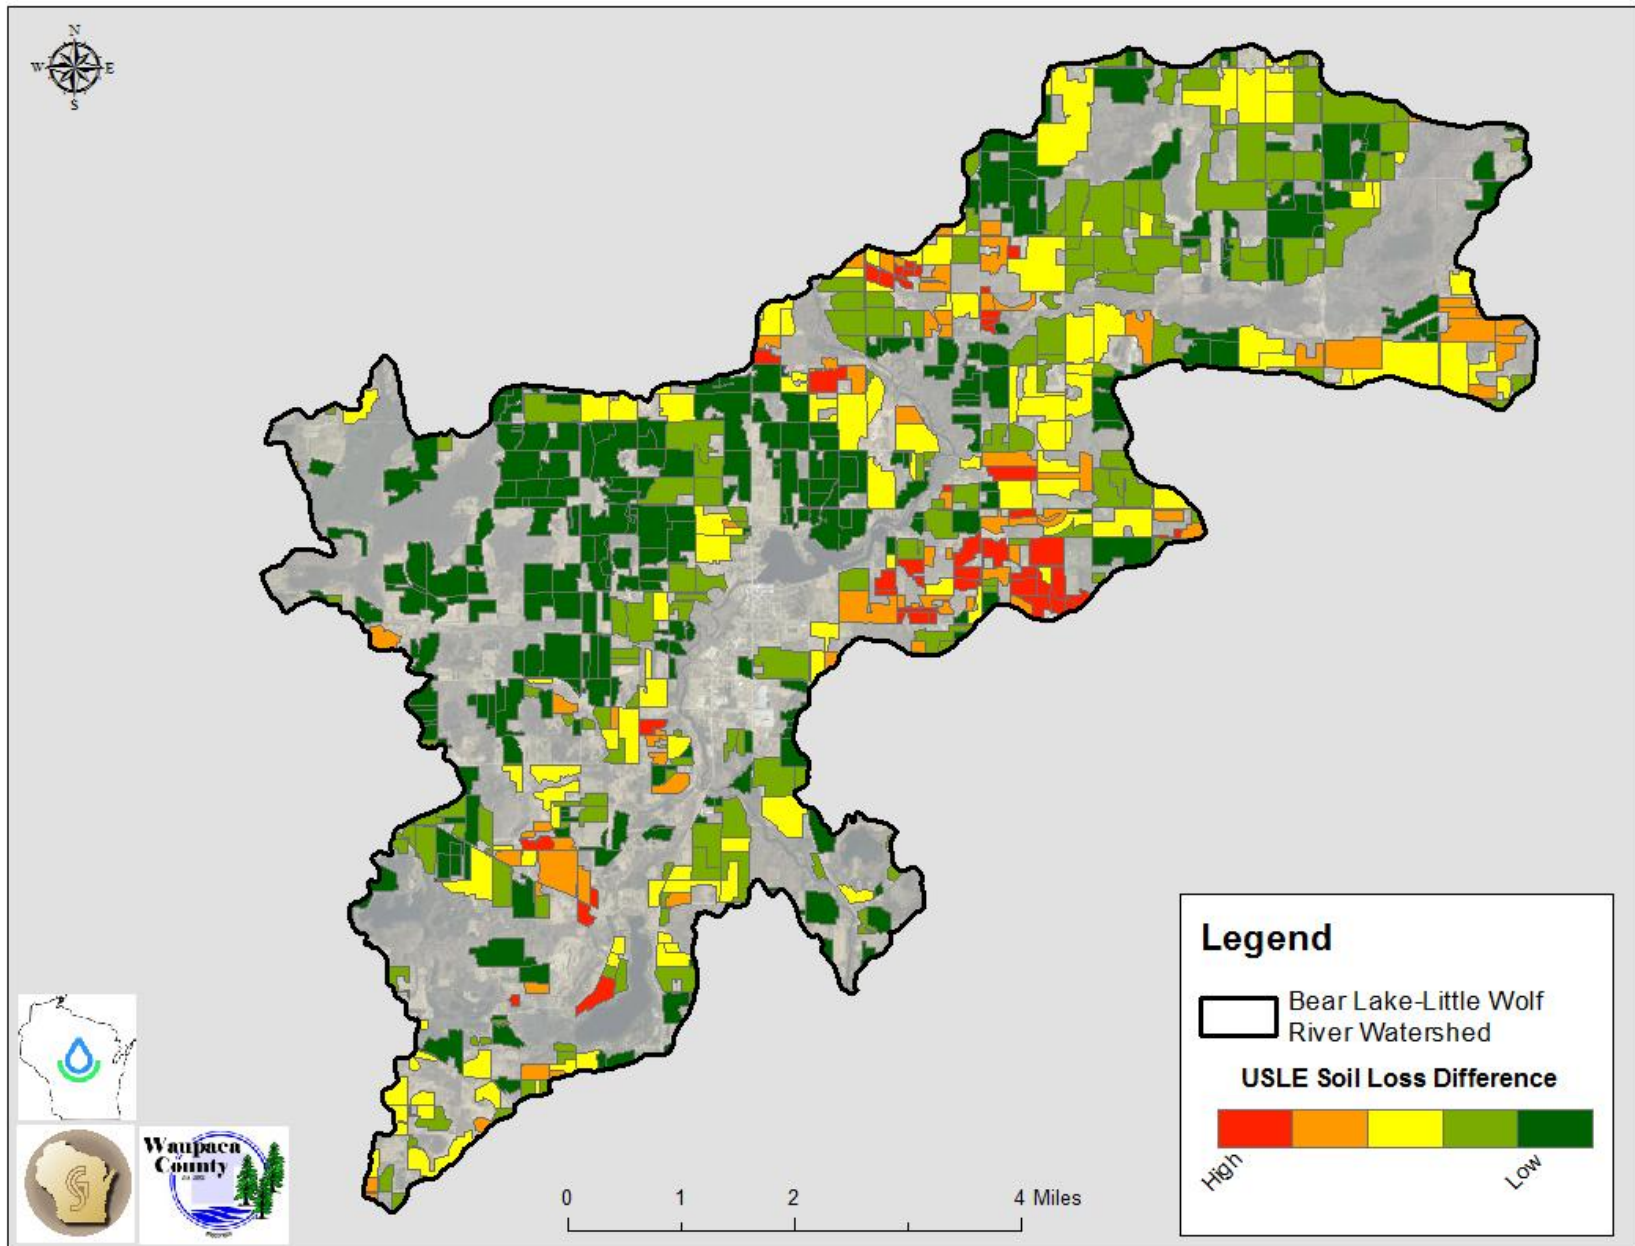 N
W E
S
Legend
Bear Lake-Little Wolf
River Watershed
USLE Soil Loss Difference
High
Low
Waupaca
County
0 1 2 4 Miles